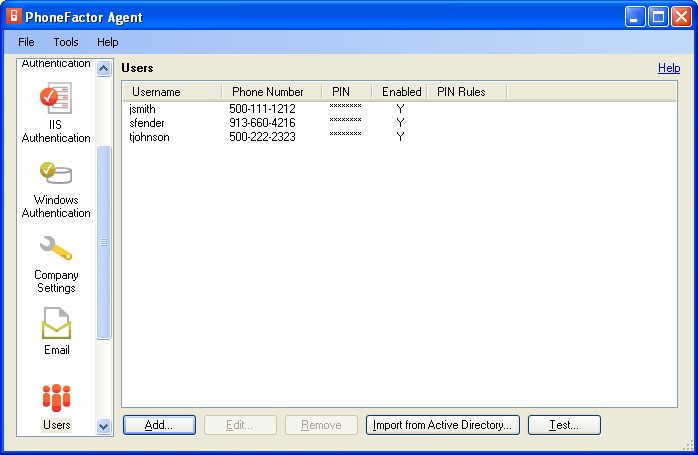 PhoneFactor Agent
File Tools Help
Authentication
IIS
Authentication
Windows
Authentication
Company
Settings
Email
Users
Users Help
Username Phone Number PIN Enabled PIN Rules
jsmith 500-111-1212 ******** Y
sfender 913-660-4216 ******** Y
tjohnson 500-222-2323 ******** Y
Add... Edit... Remove Import from Active Directory... Test...